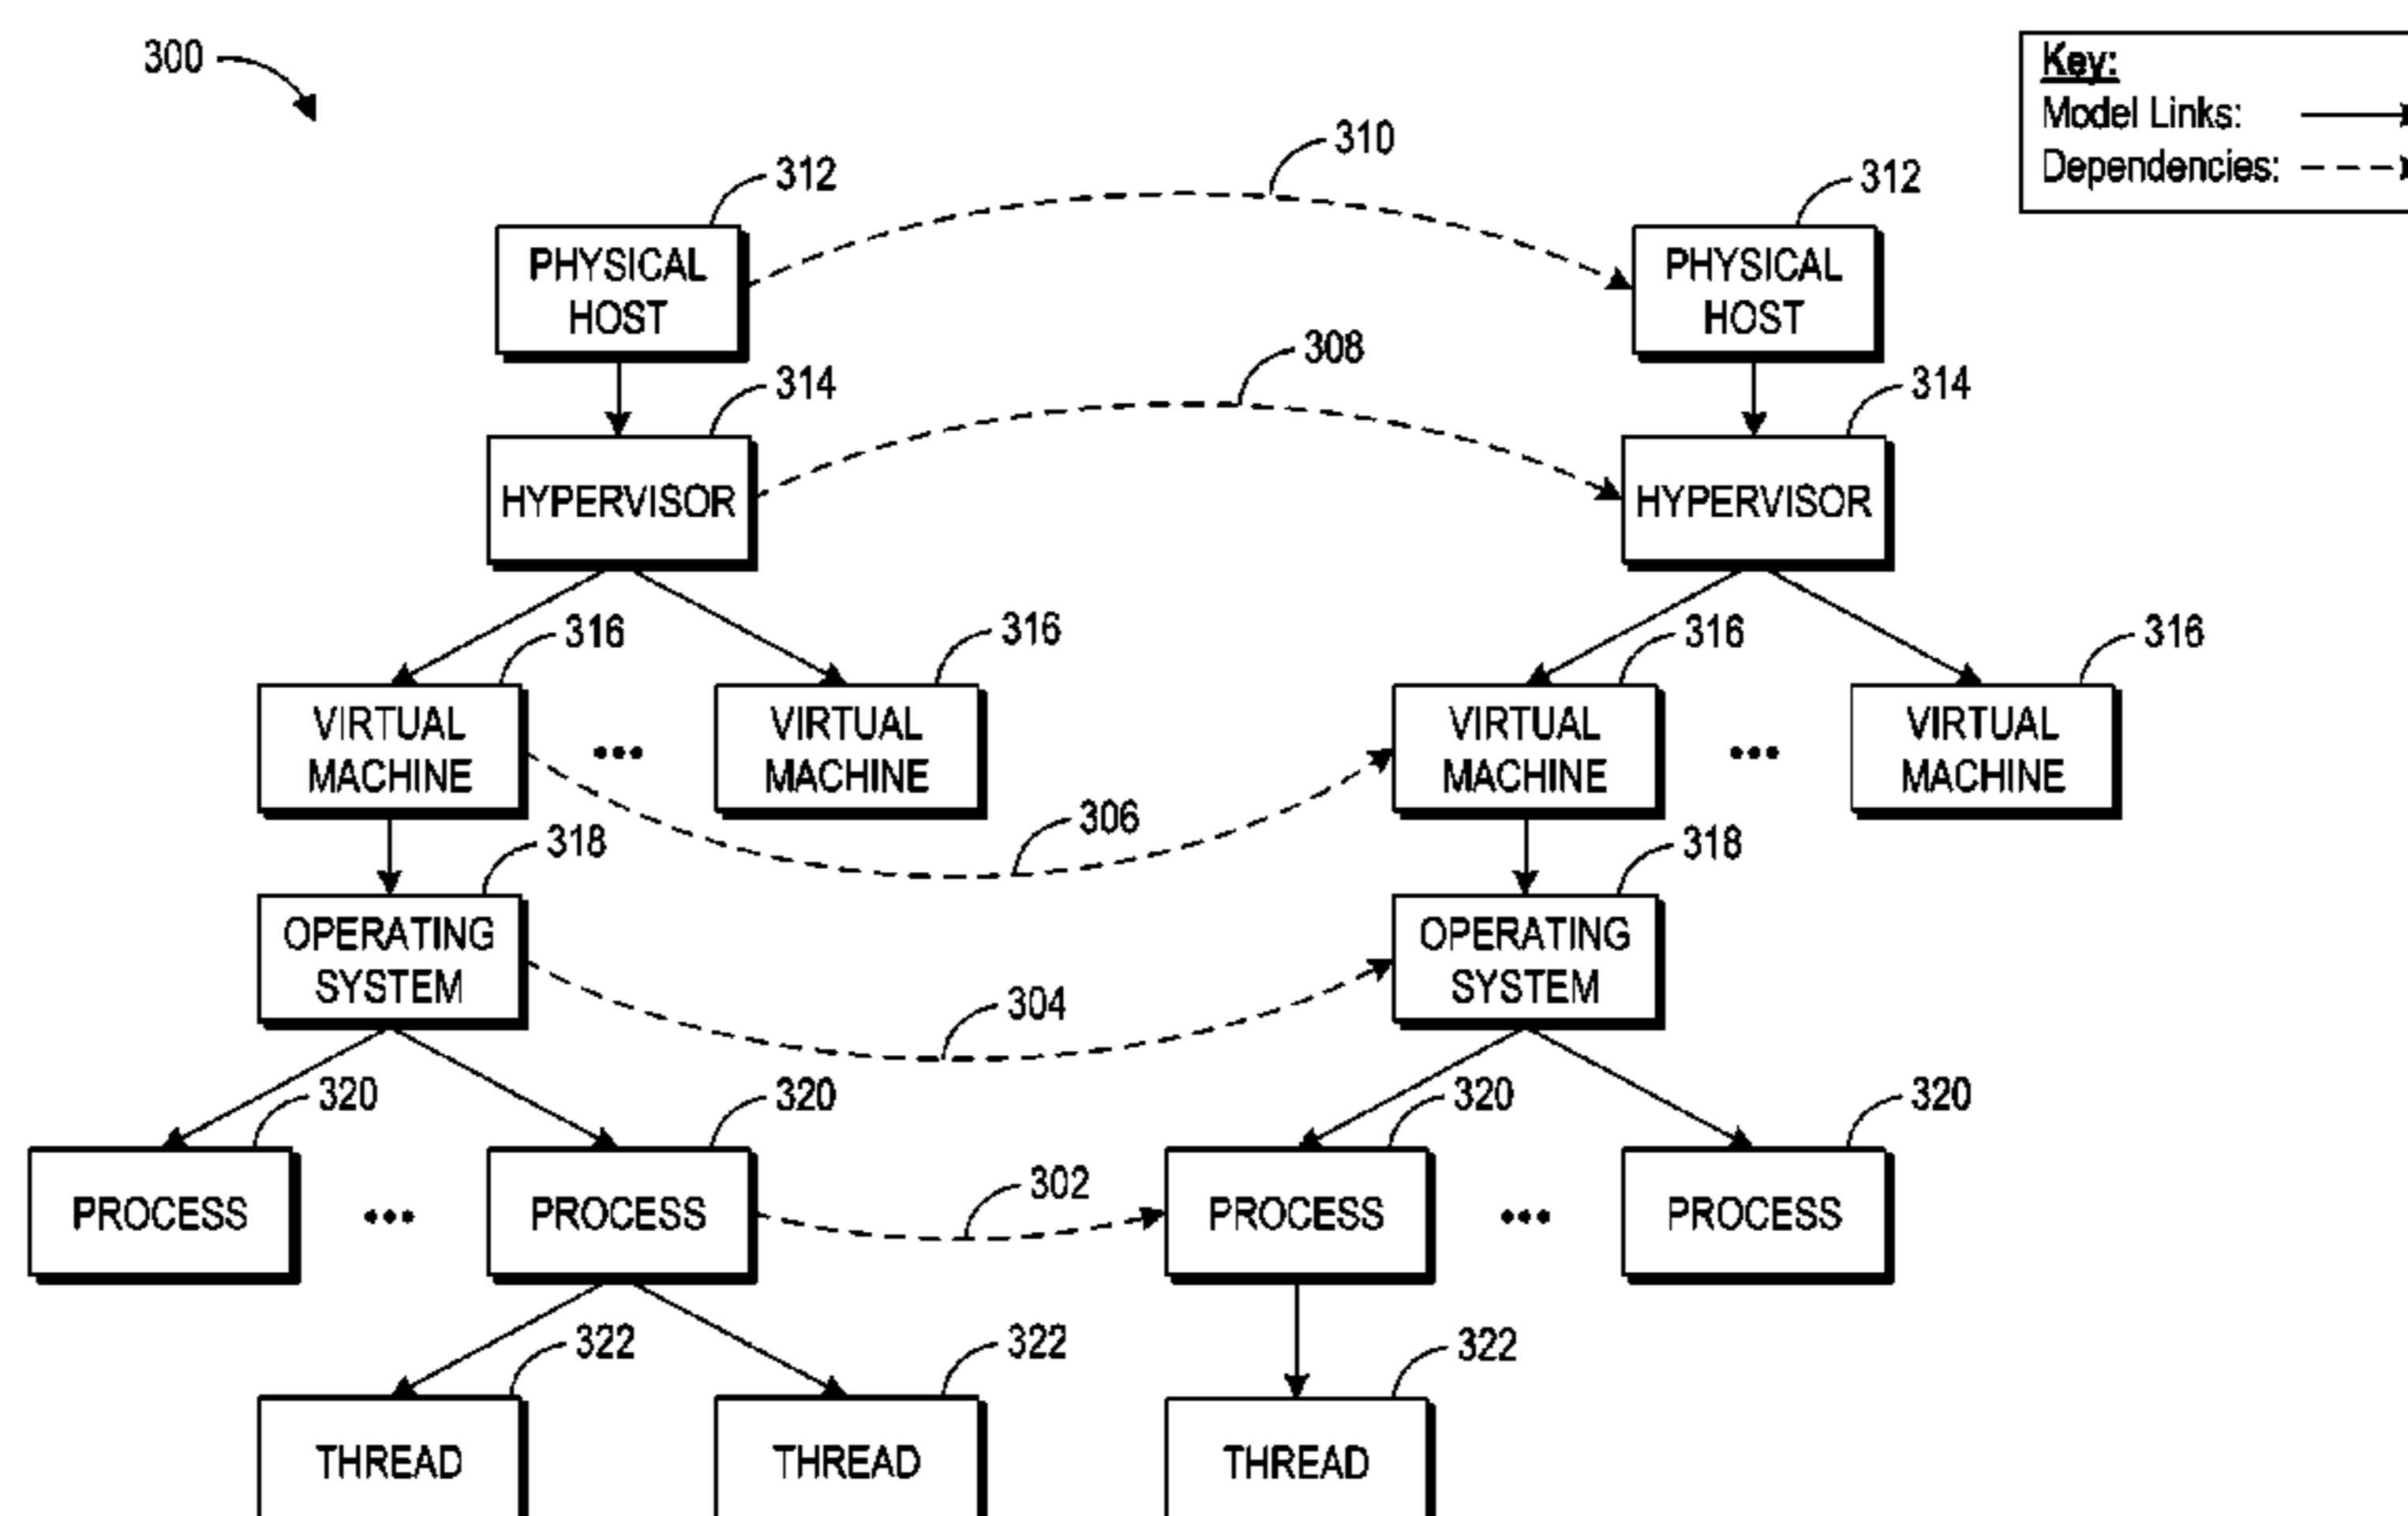 300
Key:
Model Links:
Dependencies:
310
312
312
PHYSICAL
HOST
PHYSICAL
HOST
308
314
314
HYPERVISOR
HYPERVISOR
316
316
316
316
VIRTUAL
MACHINE
•••
VIRTUAL
MACHINE
VIRTUAL
MACHINE
•••
VIRTUAL
MACHINE
306
318
318
OPERATING
SYSTEM
OPERATING
SYSTEM
304
320
320
320
320
PROCESS
•••
PROCESS
302
PROCESS
•••
PROCESS
322
322
322
THREAD
THREAD
THREAD